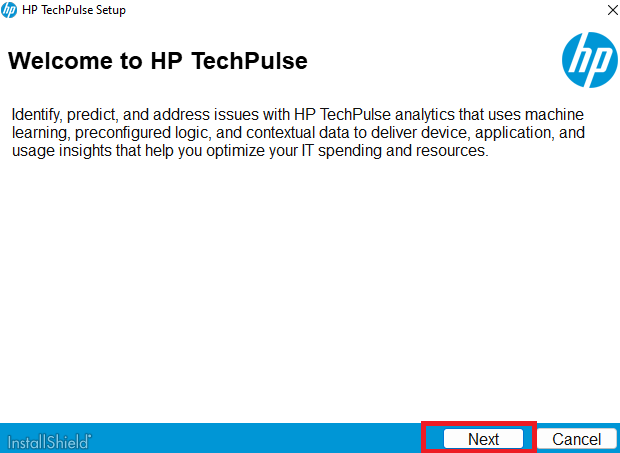 hp HP TechPulse Setup
Welcome to HP TechPulse
hp
Identify, predict, and address issues with HP TechPulse analytics that uses machine
learning, preconfigured logic, and contextual data to deliver device, application, and
usage insights that help you optimize your IT spending and resources.
InstallShield
Next Cancel